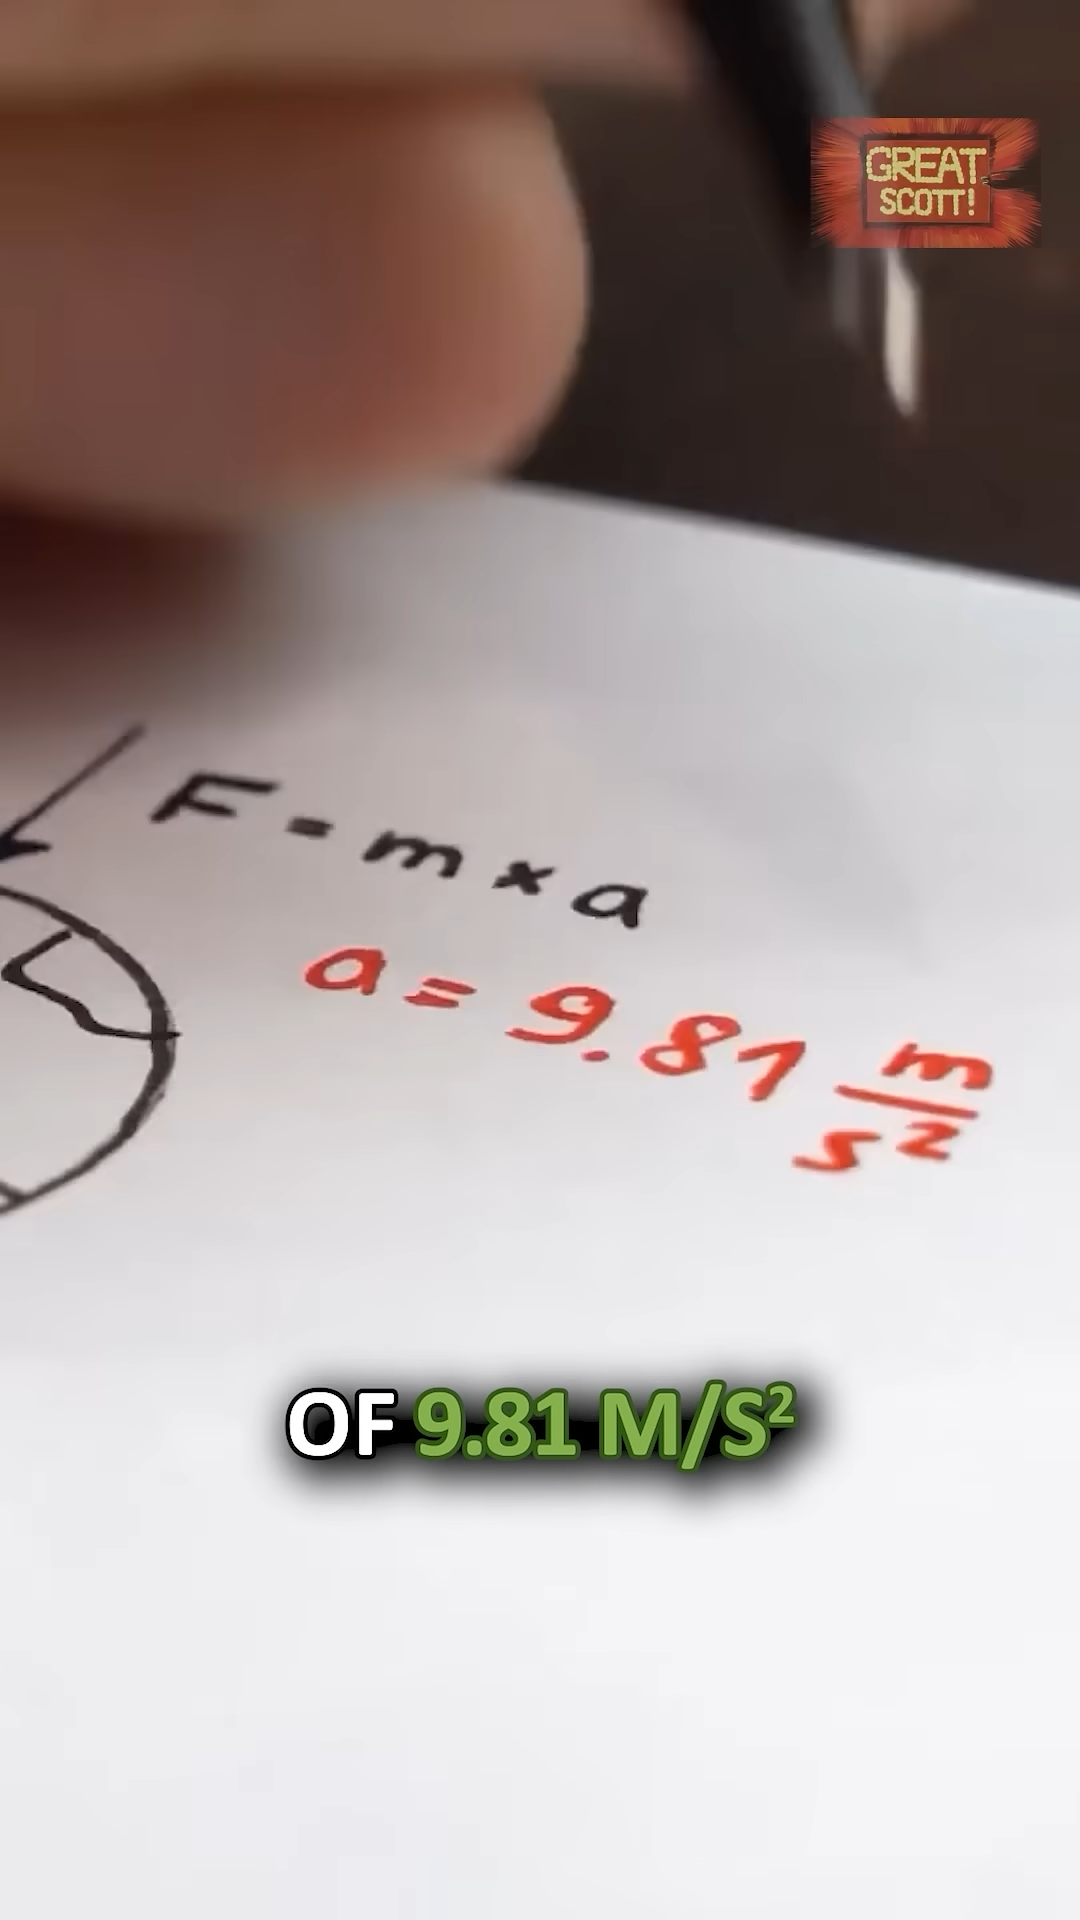 GREAT
SCOTT!
F = m × a
a = 9.81 m/s²
OF 9.81 M/S²